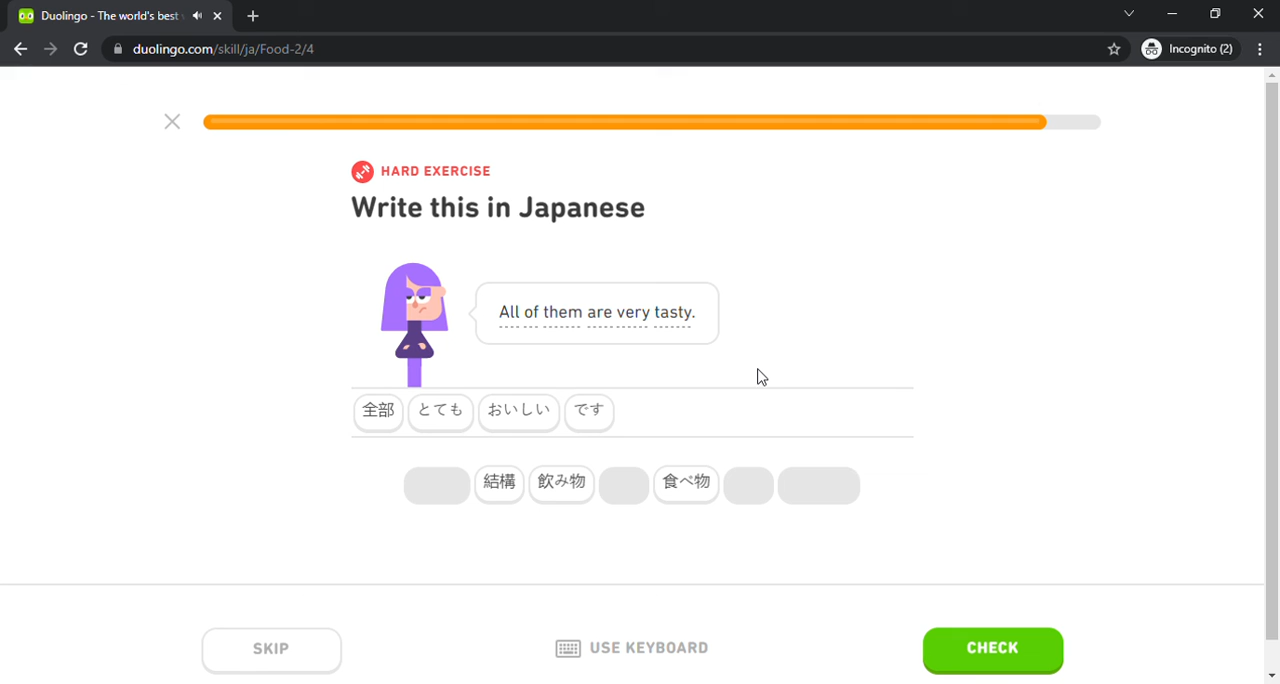 Duolingo - The world's best
duolingo.com/skill/ja/Food-2/4
Incognito (2)
HARD EXERCISE
Write this in Japanese
All of them are very tasty.
全部 とても おいしい です
結構 飲み物 食べ物
SKIP
USE KEYBOARD
CHECK